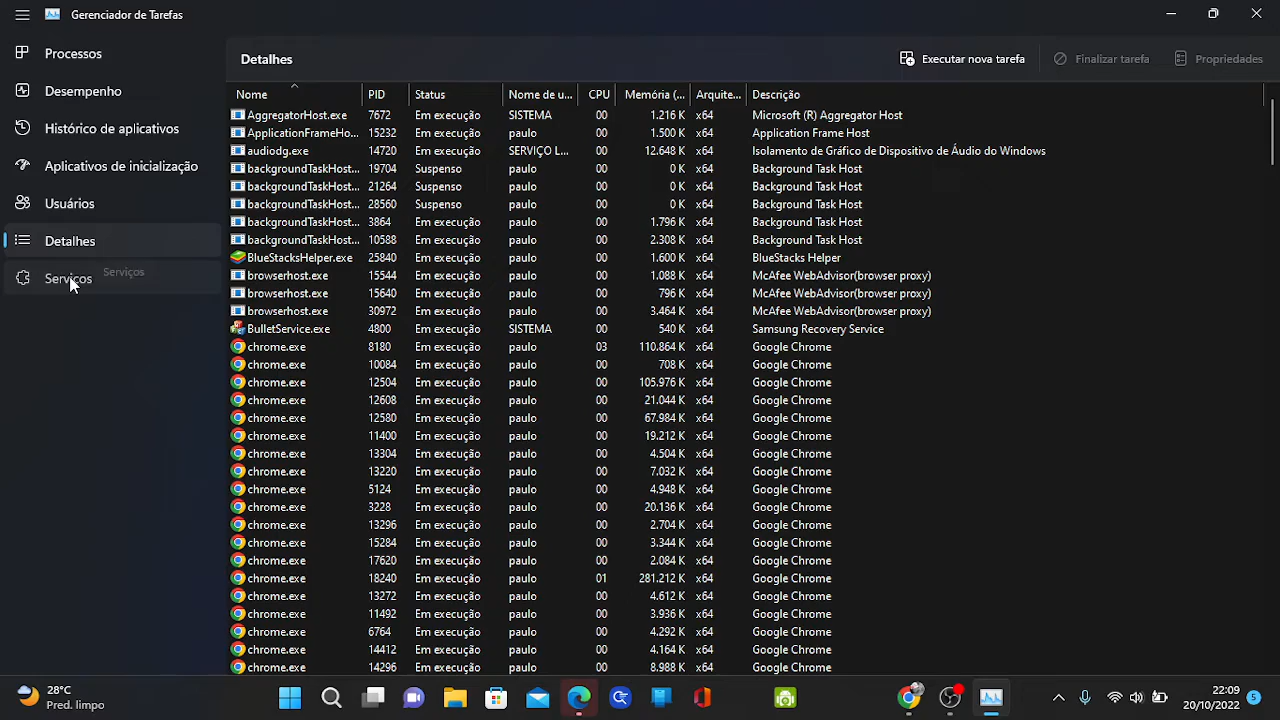 Gerenciador de Tarefas
Processos
Desempenho
Histórico de aplicativos
Aplicativos de inicialização
Usuários
Detalhes
Serviços
Serviços
Detalhes
Executar nova tarefa
Finalizar tarefa
Propriedades
Nome PID Status Nome de u... CPU Memória (... Arquite... Descrição
AggregatorHost.exe 7672 Em execução SISTEMA 00 1.216 K x64 Microsoft (R) Aggregator Host
ApplicationFrameHo... 15232 Em execução paulo 00 1.500 K x64 Application Frame Host
audiodg.exe 14720 Em execução SERVIÇO L... 00 12.648 K x64 Isolamento de Gráfico de Dispositivo de Áudio do Windows
backgroundTaskHost... 19704 Suspenso paulo 00 0 K x64 Background Task Host
backgroundTaskHost... 21264 Suspenso paulo 00 0 K x64 Background Task Host
backgroundTaskHost... 28560 Suspenso paulo 00 0 K x64 Background Task Host
backgroundTaskHost... 3864 Em execução paulo 00 1.796 K x64 Background Task Host
backgroundTaskHost... 10588 Em execução paulo 00 2.308 K x64 Background Task Host
BlueStacksHelper.exe 25840 Em execução paulo 00 1.600 K x64 BlueStacks Helper
browserhost.exe 15544 Em execução paulo 00 1.088 K x64 McAfee WebAdvisor(browser proxy)
browserhost.exe 15640 Em execução paulo 00 796 K x64 McAfee WebAdvisor(browser proxy)
browserhost.exe 30972 Em execução paulo 00 3.464 K x64 McAfee WebAdvisor(browser proxy)
BulletService.exe 4800 Em execução SISTEMA 00 540 K x64 Samsung Recovery Service
chrome.exe 8180 Em execução paulo 03 110.864 K x64 Google Chrome
chrome.exe 10084 Em execução paulo 00 708 K x64 Google Chrome
chrome.exe 12504 Em execução paulo 00 105.976 K x64 Google Chrome
chrome.exe 12608 Em execução paulo 00 21.044 K x64 Google Chrome
chrome.exe 12580 Em execução paulo 00 67.984 K x64 Google Chrome
chrome.exe 11400 Em execução paulo 00 19.212 K x64 Google Chrome
chrome.exe 13304 Em execução paulo 00 4.504 K x64 Google Chrome
chrome.exe 13220 Em execução paulo 00 7.032 K x64 Google Chrome
chrome.exe 5124 Em execução paulo 00 4.948 K x64 Google Chrome
chrome.exe 3228 Em execução paulo 00 20.136 K x64 Google Chrome
chrome.exe 13296 Em execução paulo 00 2.704 K x64 Google Chrome
chrome.exe 15284 Em execução paulo 00 3.344 K x64 Google Chrome
chrome.exe 17620 Em execução paulo 00 2.084 K x64 Google Chrome
chrome.exe 18240 Em execução paulo 01 281.212 K x64 Google Chrome
chrome.exe 13272 Em execução paulo 00 4.612 K x64 Google Chrome
chrome.exe 11492 Em execução paulo 00 3.936 K x64 Google Chrome
chrome.exe 6764 Em execução paulo 00 4.292 K x64 Google Chrome
chrome.exe 14412 Em execução paulo 00 4.164 K x64 Google Chrome
chrome.exe 14296 Em execução paulo 00 8.988 K x64 Google Chrome
28°C
Pred. limpo
22:09
20/10/2022
5